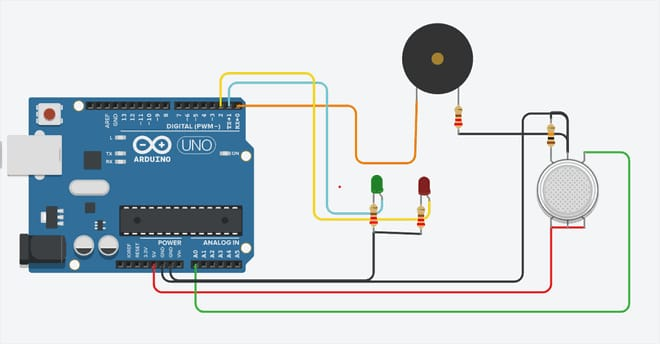 AREF
GND
13
12
~11
~10
~9
8
7
~6
~5
4
~3
2
TX→1
RX←0
DIGITAL (PWM~)
L
TX
RX
UNO
ON
ARDUINO
POWER
ANALOG IN
IOREF
RESET
3.3V
5V
GND
GND
Vin
A0
A1
A2
A3
A4
A5